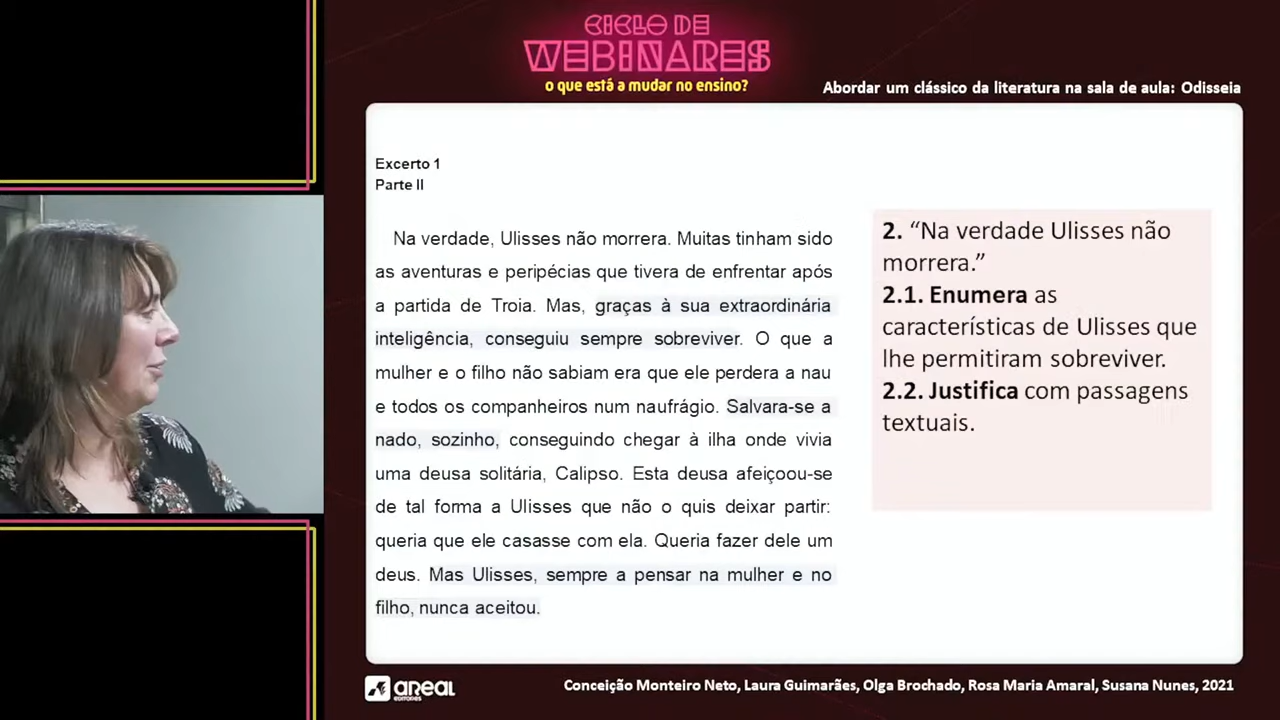 CICLO DE
WEBINARES
o que está a mudar no ensino?
Abordar um clássico da literatura na sala de aula: Odisseia
Excerto 1
Parte II
Na verdade, Ulisses não morrera. Muitas tinham sido
as aventuras e peripécias que tivera de enfrentar após
a partida de Troia. Mas, graças à sua extraordinária
inteligência, conseguiu sempre sobreviver. O que a
mulher e o filho não sabiam era que ele perdera a nau
e todos os companheiros num naufrágio. Salvara-se a
nado, sozinho, conseguindo chegar à ilha onde vivia
uma deusa solitária, Calipso. Esta deusa afeiçoou-se
de tal forma a Ulisses que não o quis deixar partir:
queria que ele casasse com ela. Queria fazer dele um
deus. Mas Ulisses, sempre a pensar na mulher e no
filho, nunca aceitou.
2. “Na verdade Ulisses não
morrera.”
2.1. Enumera as
características de Ulisses que
lhe permitiram sobreviver.
2.2. Justifica com passagens
textuais.
AREAL
EDITORES
Conceição Monteiro Neto, Laura Guimarães, Olga Brochado, Rosa Maria Amaral, Susana Nunes, 2021